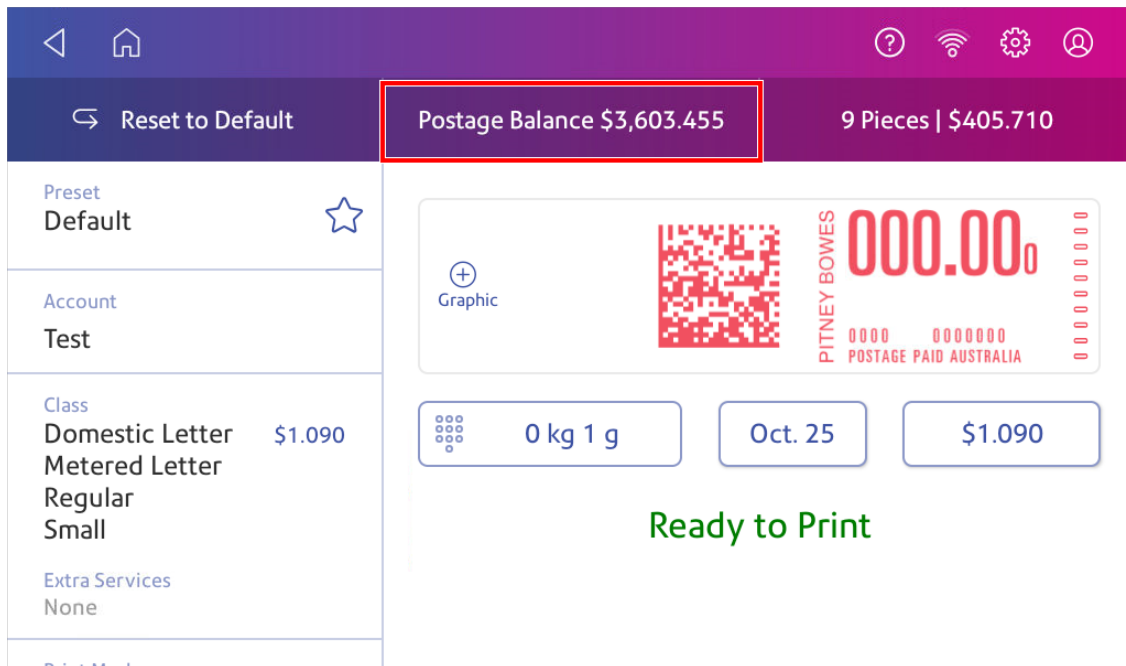 Reset to Default
Postage Balance $3,603.455
9 Pieces | $405.710
Preset
Default
Account
Test
Class
Domestic Letter $1.090
Metered Letter
Regular
Small
Extra Services
None
Graphic
PITNEY BOWES
000.000
0000 0000000
POSTAGE PAID AUSTRALIA
0 kg 1 g
Oct. 25
$1.090
Ready to Print